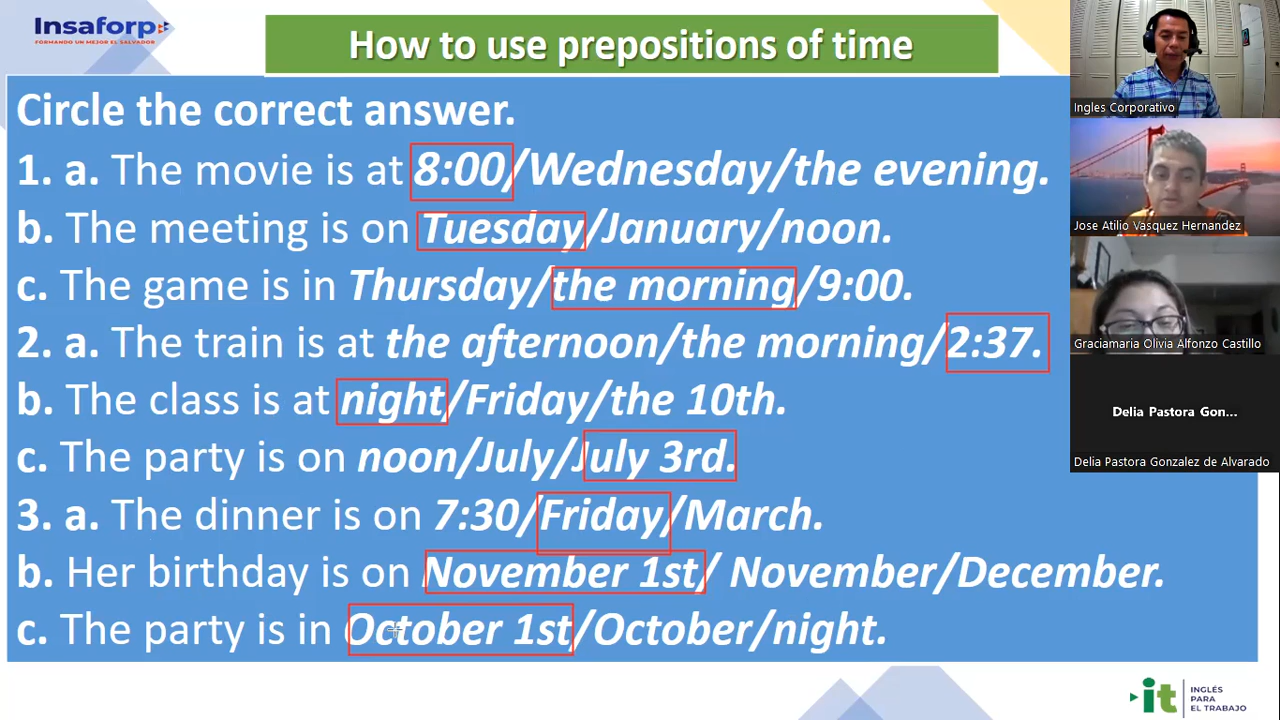 Insaforp
FORMANDO UN MEJOR EL SALVADOR
How to use prepositions of time
Circle the correct answer.
1. a. The movie is at 8:00/Wednesday/the evening.
b. The meeting is on Tuesday/January/noon.
c. The game is in Thursday/the morning/9:00.
2. a. The train is at the afternoon/the morning/2:37.
b. The class is at night/Friday/the 10th.
c. The party is on noon/July/July 3rd.
3. a. The dinner is on 7:30/Friday/March.
b. Her birthday is on November 1st/ November/December.
c. The party is in October 1st/October/night.
Ingles Corporativo
Jose Atilio Vasquez Hernandez
Graciamaria Olivia Alfonzo Castillo
Delia Pastora Gon...
Delia Pastora Gonzalez de Alvarado
it
INGLÉS
PARA
EL TRABAJO